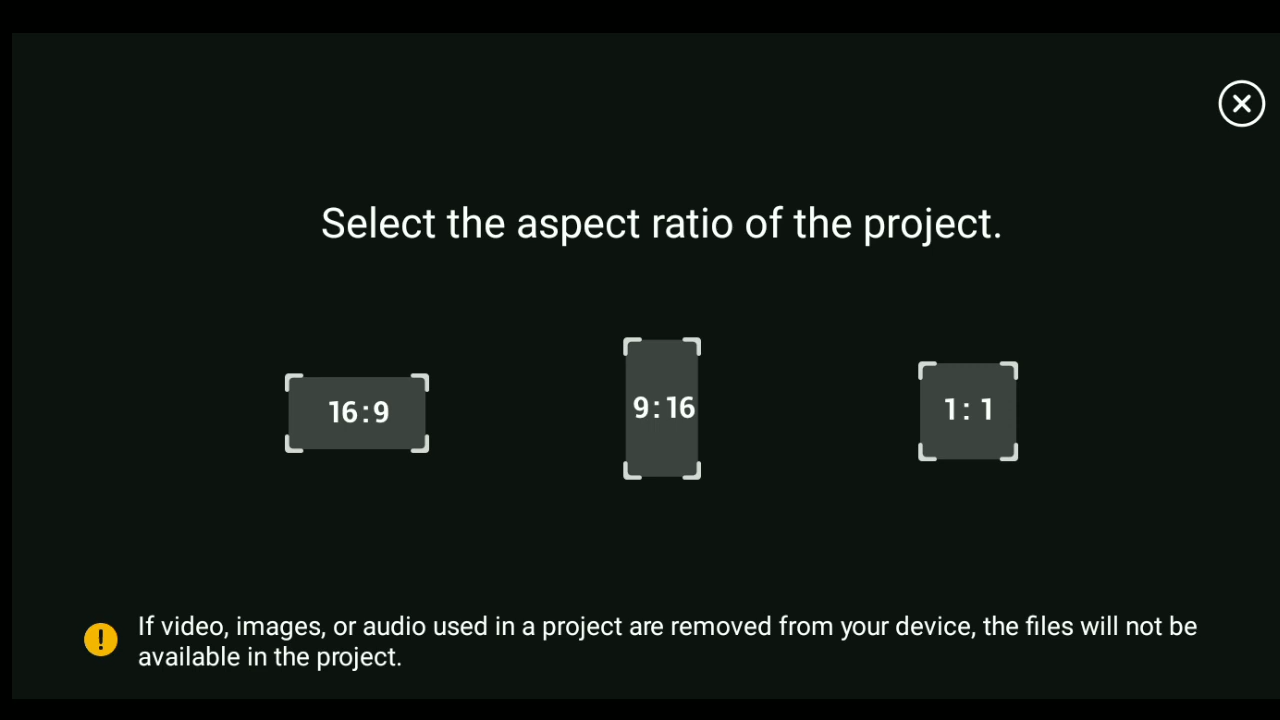 Select the aspect ratio of the project.
16:9
9:16
1:1
If video, images, or audio used in a project are removed from your device, the files will not be
available in the project.